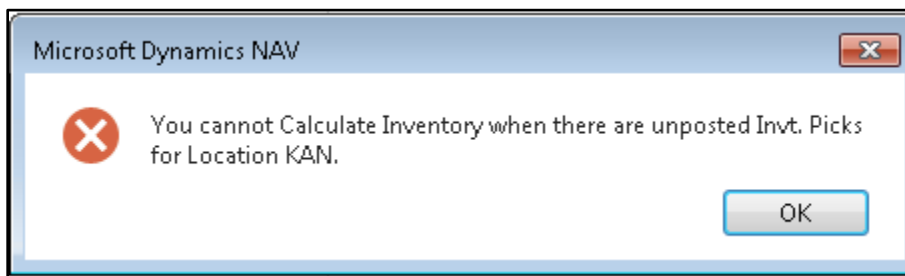 Microsoft Dynamics NAV
You cannot Calculate Inventory when there are unposted Invt. Picks
for Location KAN.
OK